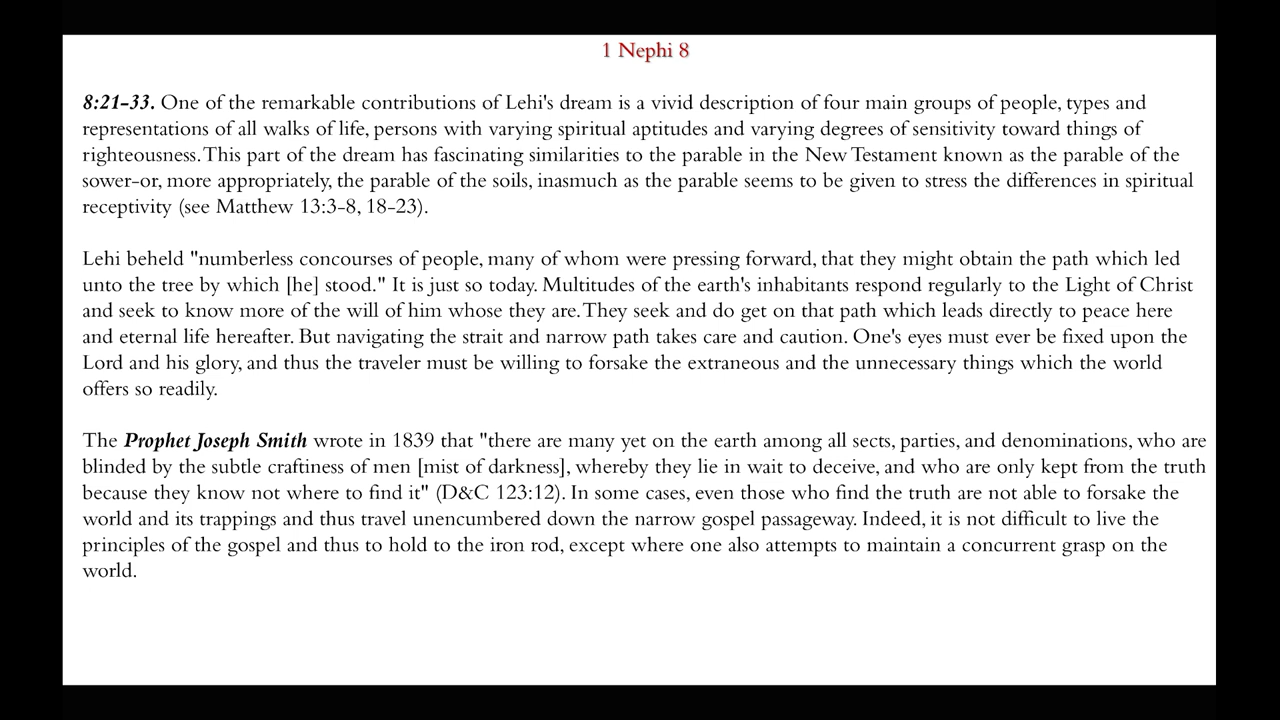 1 Nephi 8
8:21-33. One of the remarkable contributions of Lehi's dream is a vivid description of four main groups of people, types and
representations of all walks of life, persons with varying spiritual aptitudes and varying degrees of sensitivity toward things of
righteousness. This part of the dream has fascinating similarities to the parable in the New Testament known as the parable of the
sower-or, more appropriately, the parable of the soils, inasmuch as the parable seems to be given to stress the differences in spiritual
receptivity (see Matthew 13:3-8, 18-23).
Lehi beheld "numberless concourses of people, many of whom were pressing forward, that they might obtain the path which led
unto the tree by which [he] stood." It is just so today. Multitudes of the earth's inhabitants respond regularly to the Light of Christ
and seek to know more of the will of him whose they are. They seek and do get on that path which leads directly to peace here
and eternal life hereafter. But navigating the strait and narrow path takes care and caution. One's eyes must ever be fixed upon the
Lord and his glory, and thus the traveler must be willing to forsake the extraneous and the unnecessary things which the world
offers so readily.
The Prophet Joseph Smith wrote in 1839 that "there are many yet on the earth among all sects, parties, and denominations, who are
blinded by the subtle craftiness of men [mist of darkness], whereby they lie in wait to deceive, and who are only kept from the truth
because they know not where to find it" (D&C 123:12). In some cases, even those who find the truth are not able to forsake the
world and its trappings and thus travel unencumbered down the narrow gospel passageway. Indeed, it is not difficult to live the
principles of the gospel and thus to hold to the iron rod, except where one also attempts to maintain a concurrent grasp on the
world.